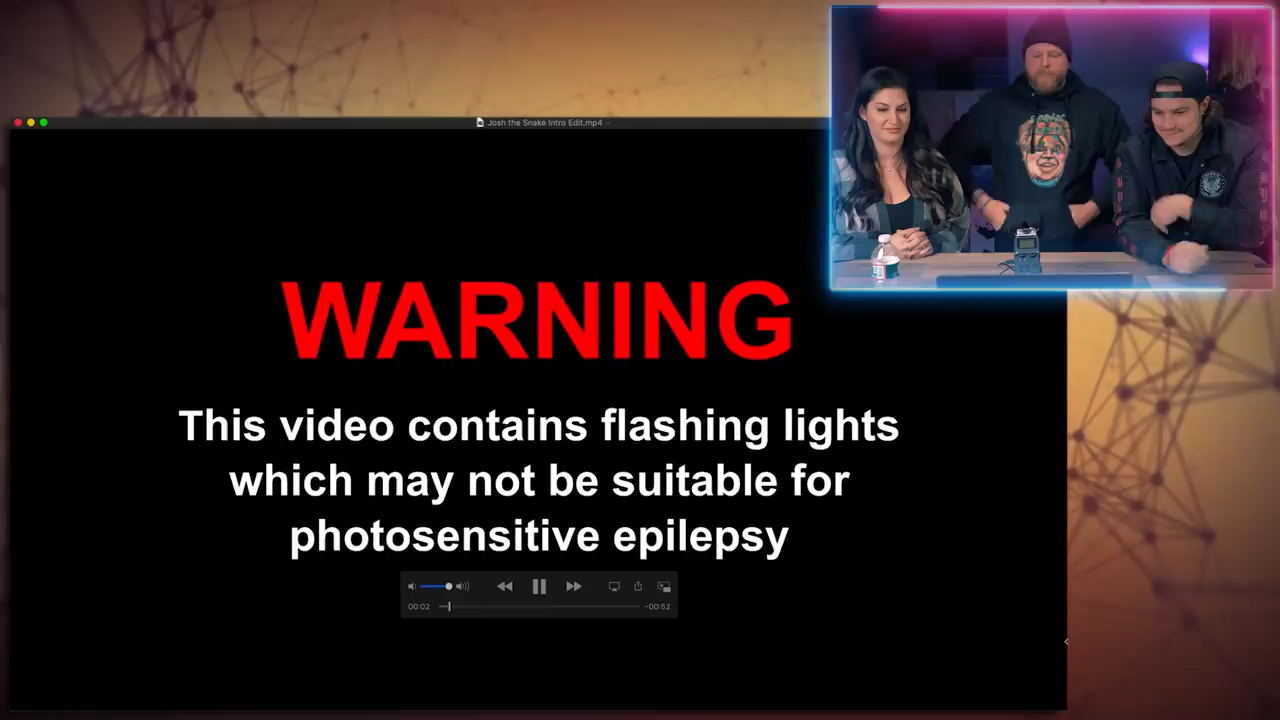 Josh the Snake Intro Edit.mp4
WARNING
This video contains flashing lights
which may not be suitable for
photosensitive epilepsy
00:02
-00:52